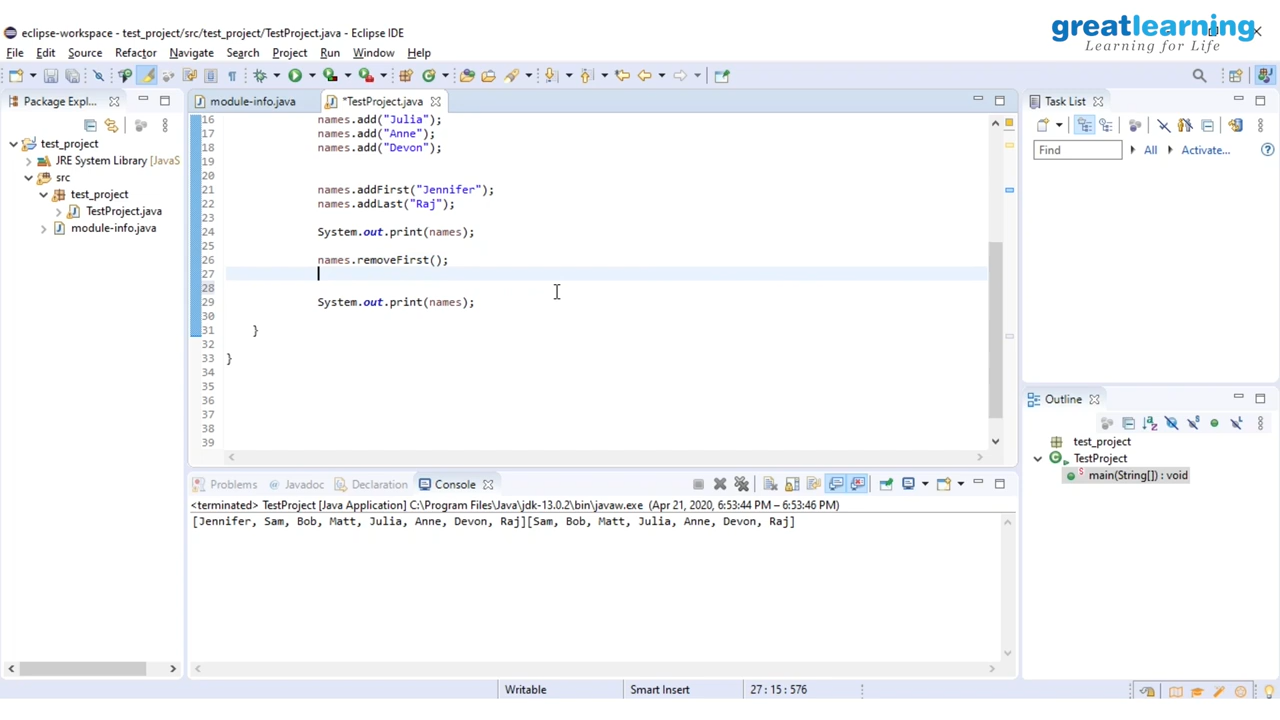 eclipse-workspace - test_project/src/test_project/TestProject.java - Eclipse IDE
greatlearning
Learning for Life
File Edit Source Refactor Navigate Search Project Run Window Help
Package Expl...
module-info.java
*TestProject.java
Task List
test_project
JRE System Library [JavaS
src
test_project
TestProject.java
module-info.java
16 names.add("Julia");
17 names.add("Anne");
18 names.add("Devon");
19
20
21 names.addFirst("Jennifer");
22 names.addLast("Raj");
23
24 System.out.print(names);
25
26 names.removeFirst();
27
28
29 System.out.print(names);
30
31 }
32
33 }
34
35
36
37
38
39
Find
All
Activate...
Outline
test_project
TestProject
main(String[]) : void
Problems
Javadoc
Declaration
Console
<terminated> TestProject [Java Application] C:\Program Files\Java\jdk-13.0.2\bin\javaw.exe (Apr 21, 2020, 6:53:44 PM – 6:53:46 PM)
[Jennifer, Sam, Bob, Matt, Julia, Anne, Devon, Raj][Sam, Bob, Matt, Julia, Anne, Devon, Raj]
Writable
Smart Insert
27 : 15 : 576